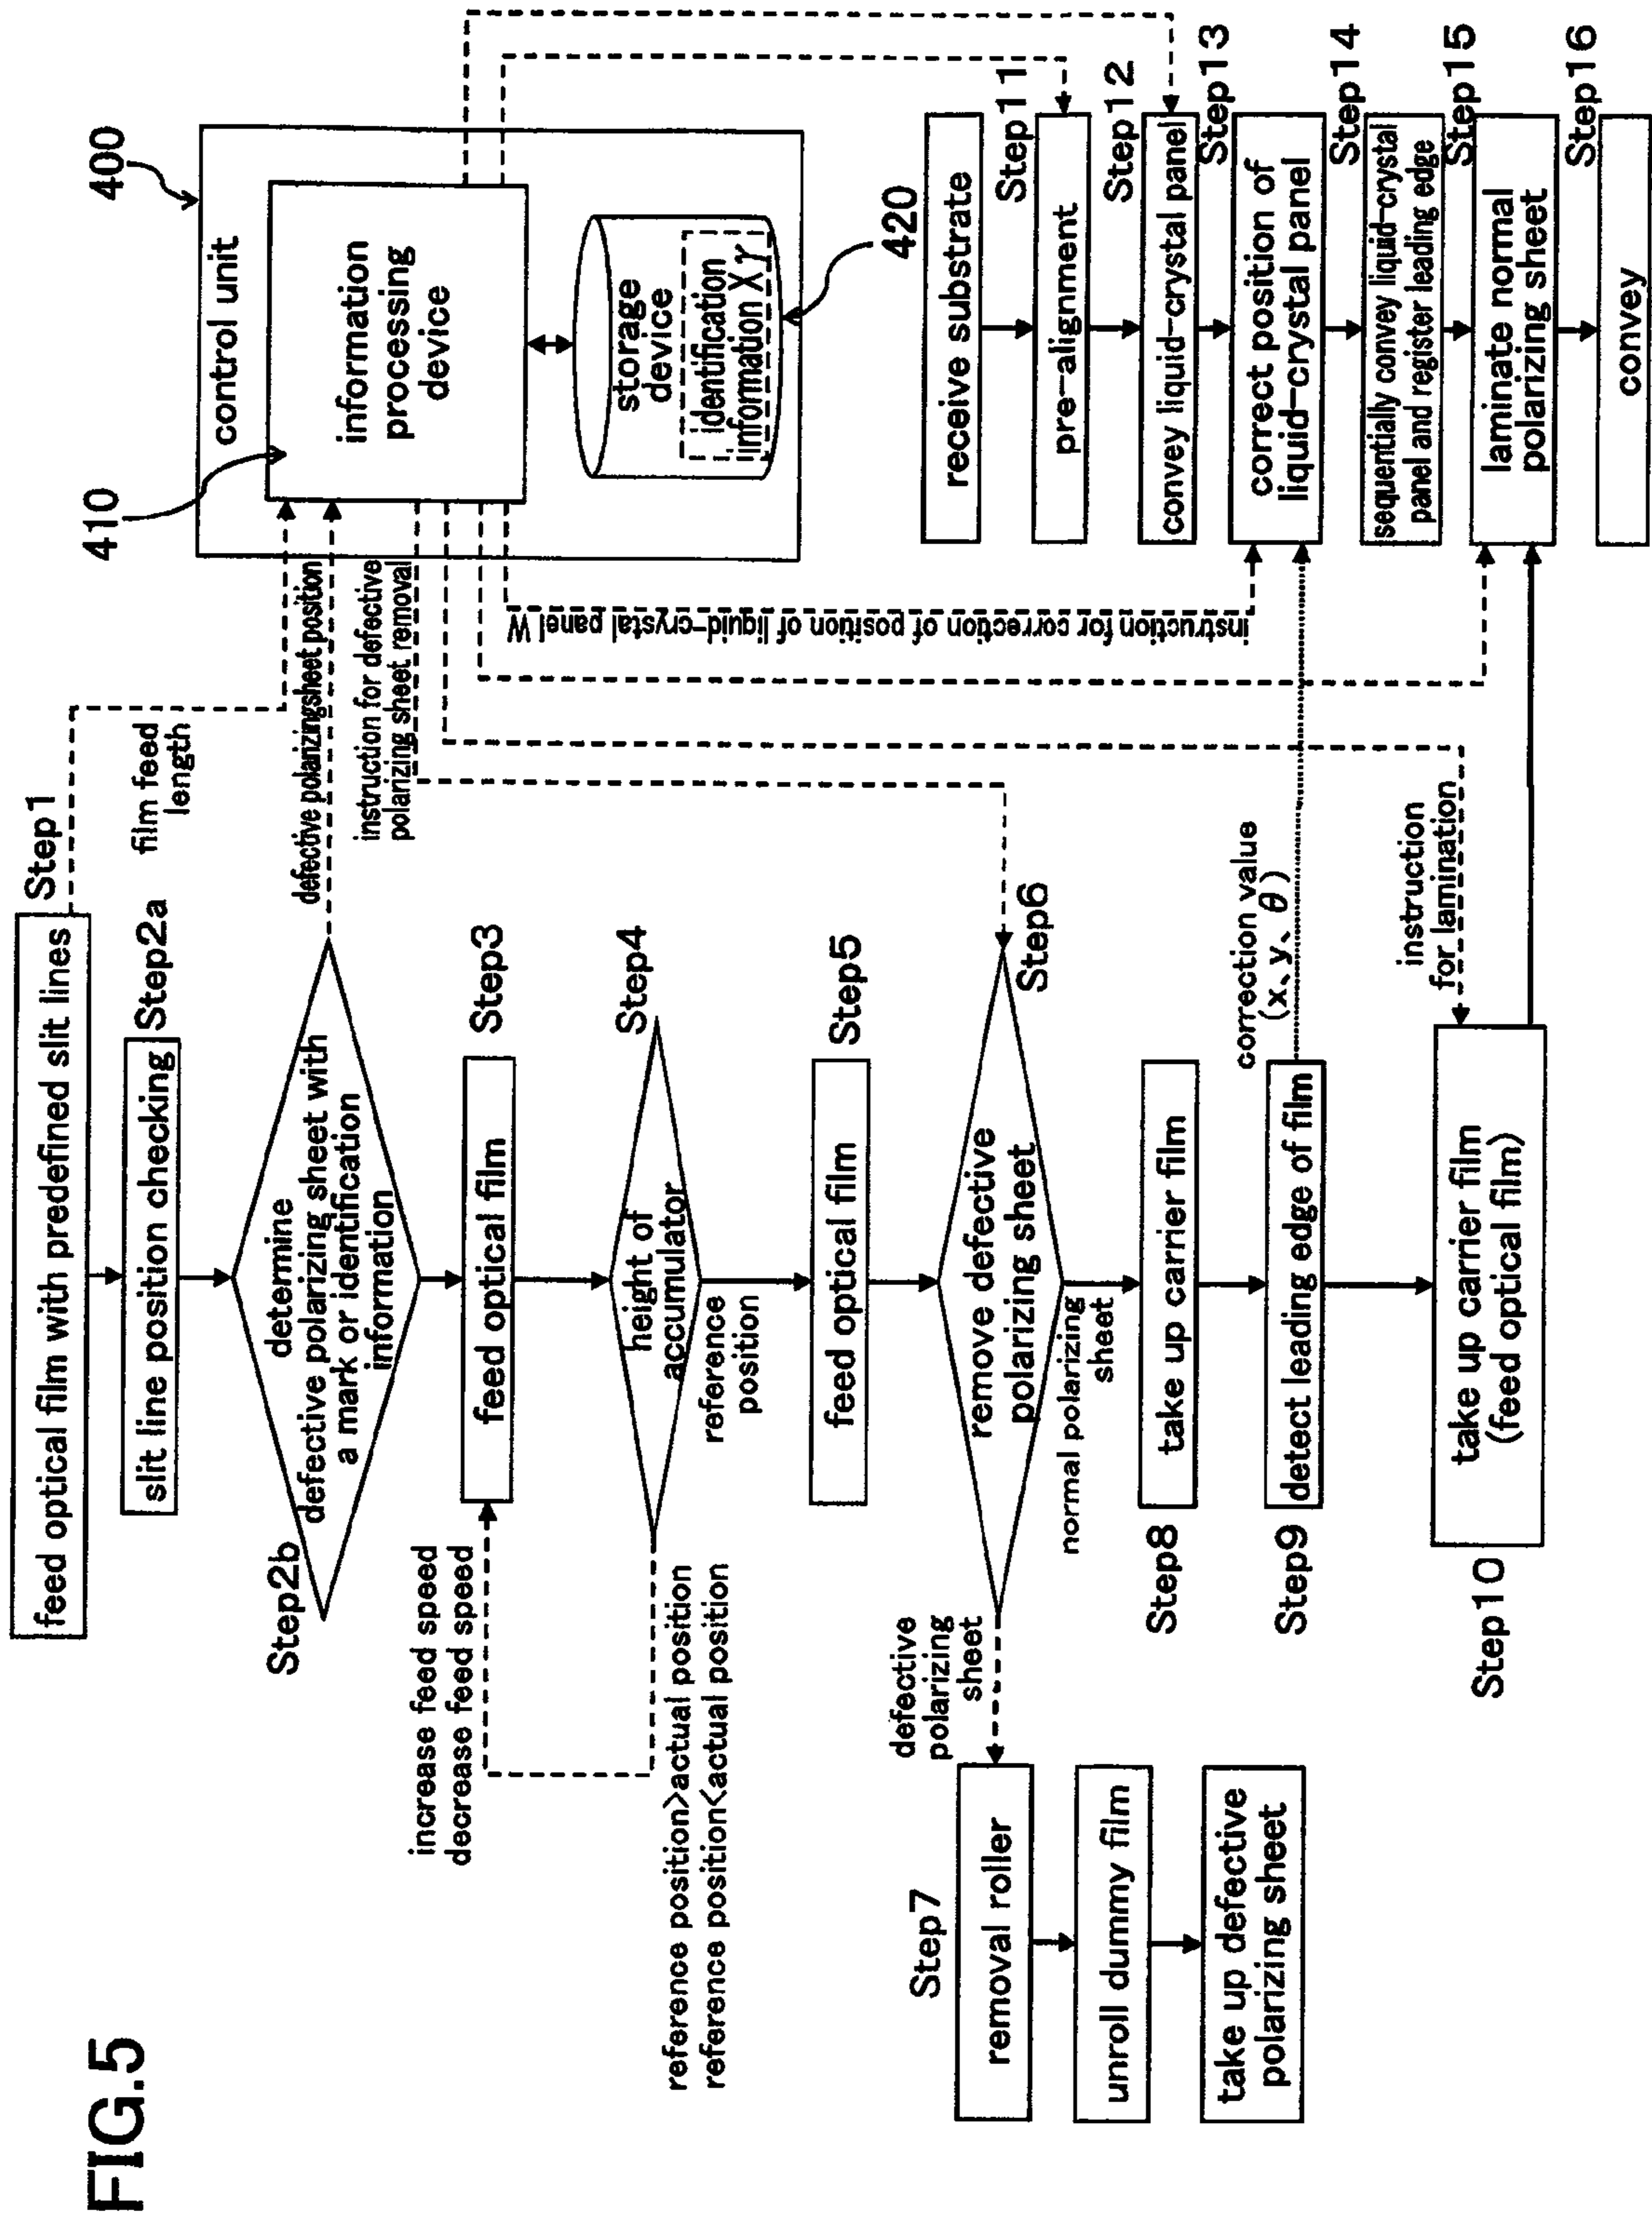 FIG.5
feed optical film with predefined slit lines
Step1
film feed
length
slit line position checking
Step2a
Step2b
determine
defective polarizing sheet with
a mark or identification
information
defective polarizingsheet position
instruction for defective
polarizing sheet removal
increase feed speed
decrease feed speed
feed optical film
Step3
height of
accumulator
Step4
reference position>actual position
reference position<actual position
reference
position
feed optical film
Step5
remove defective
polarizing sheet
Step6
defective
polarizing
sheet
normal polarizing
sheet
Step7
removal roller
unroll dummy film
take up defective
polarizing sheet
Step8
take up carrier film
Step9
detect leading edge of film
correction value
(x、y、θ)
Step10
take up carrier film
(feed optical film)
instruction
for lamination
instruction for correction of position of liquid-crystal panel W
400
410
control unit
information
processing
device
storage
device
identification
information Xγ
420
receive substrate
Step11
pre-alignment
Step12
convey liquid-crystal panel
Step13
correct position of
liquid-crystal panel
Step14
sequentially convey liquid-crystal
panel and register leading edge
Step15
laminate normal
polarizing sheet
Step16
convey